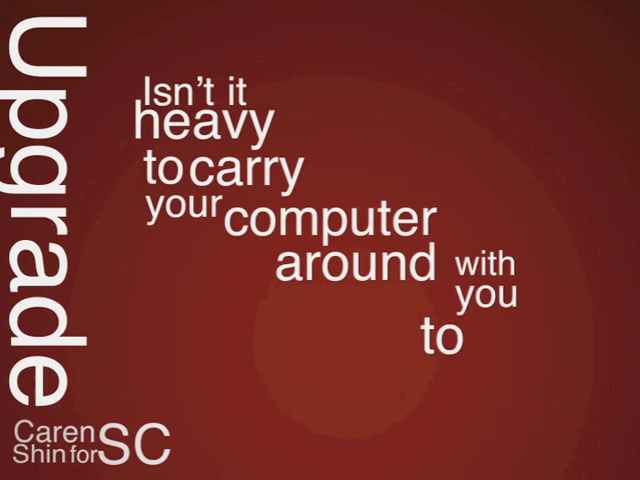 Upgrade
Isn't it
heavy
to carry
your computer
around with
you
to
Caren
Shin for SC